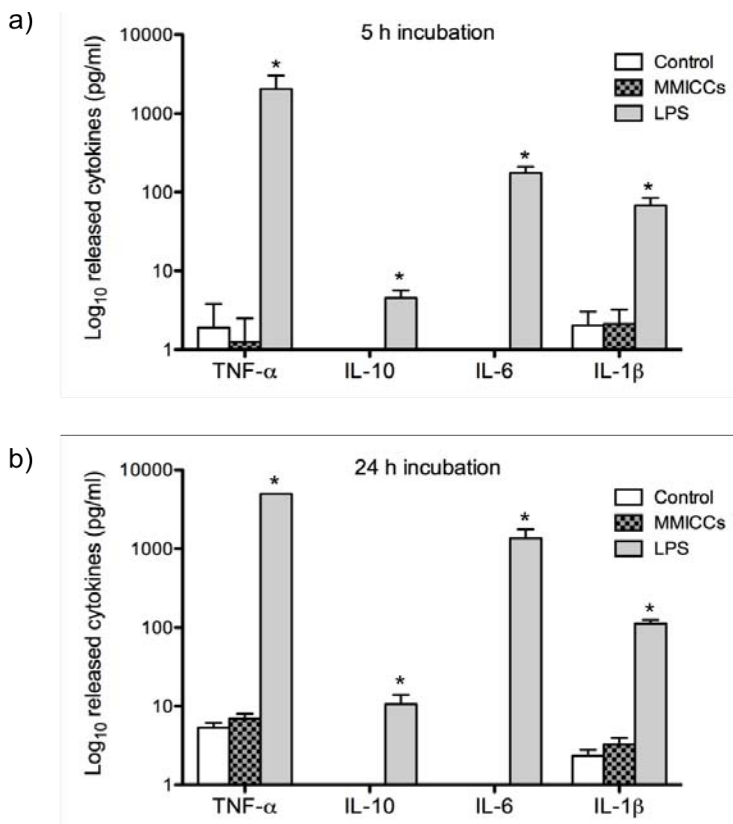 a)
5 h incubation
Log₁₀ released cytokines (pg/ml)
10000
1000
100
10
1
Control
MMICCs
LPS
*
*
*
*
TNF-α IL-10 IL-6 IL-1β
b)
24 h incubation
Log₁₀ released cytokines (pg/ml)
10000
1000
100
10
1
Control
MMICCs
LPS
*
*
*
*
TNF-α IL-10 IL-6 IL-1β